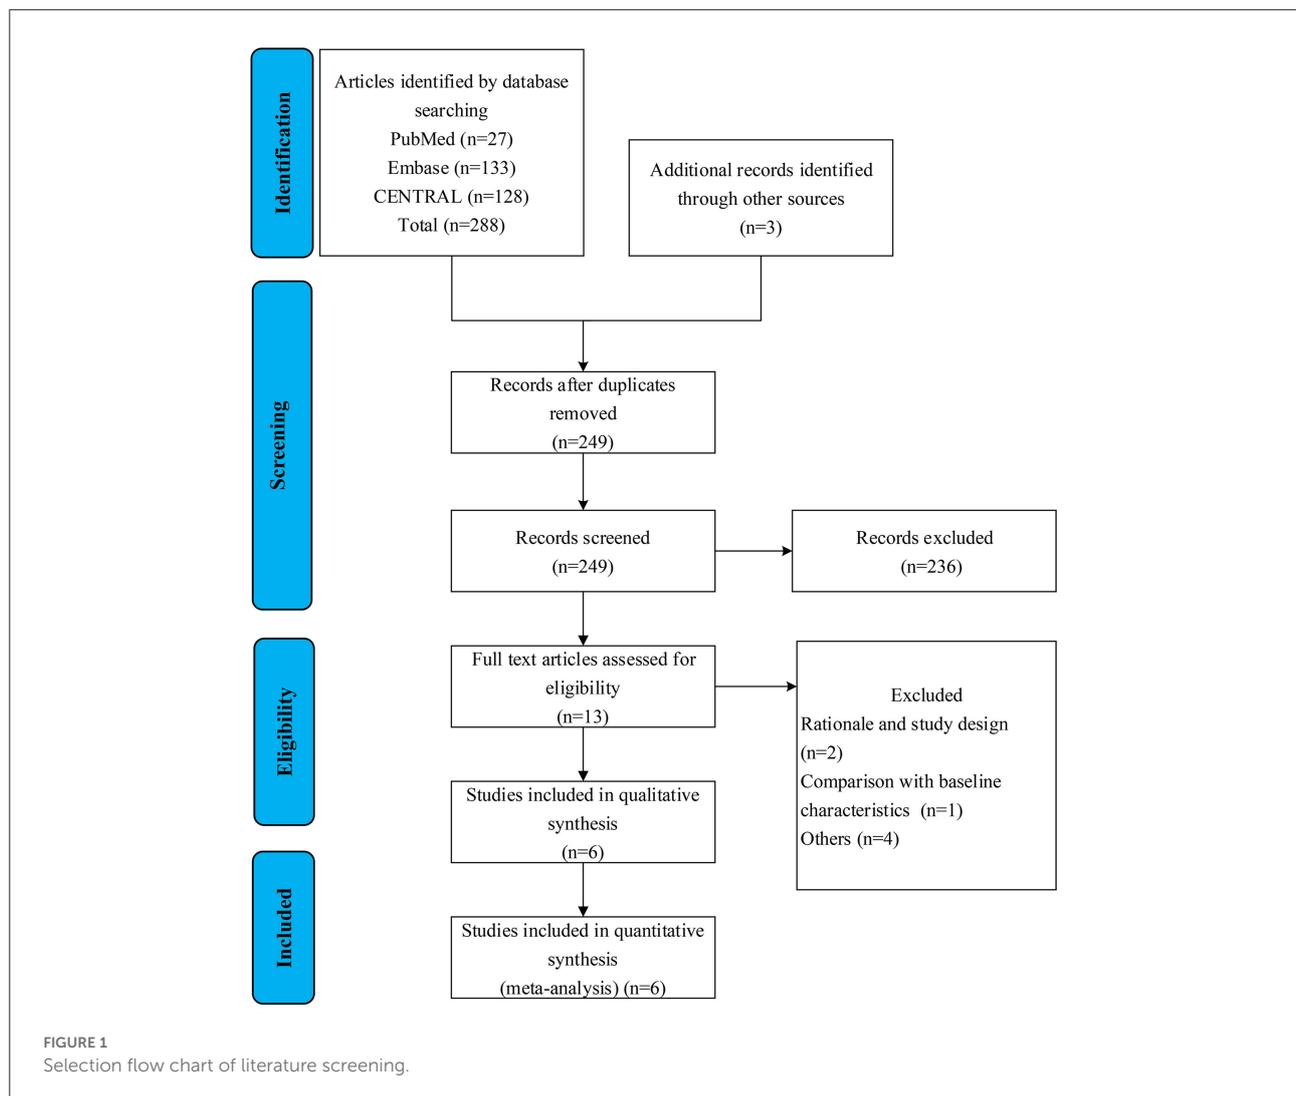 Identification
Articles identified by database
searching
PubMed (n=27)
Embase (n=133)
CENTRAL (n=128)
Total (n=288)
Additional records identified
through other sources
(n=3)
Screening
Records after duplicates
removed
(n=249)
Records screened
(n=249)
Records excluded
(n=236)
Eligibility
Full text articles assessed for
eligibility
(n=13)
Excluded
Rationale and study design
(n=2)
Comparison with baseline
characteristics (n=1)
Others (n=4)
Studies included in qualitative
synthesis
(n=6)
Included
Studies included in quantitative
synthesis
(meta-analysis) (n=6)
FIGURE 1
Selection flow chart of literature screening.